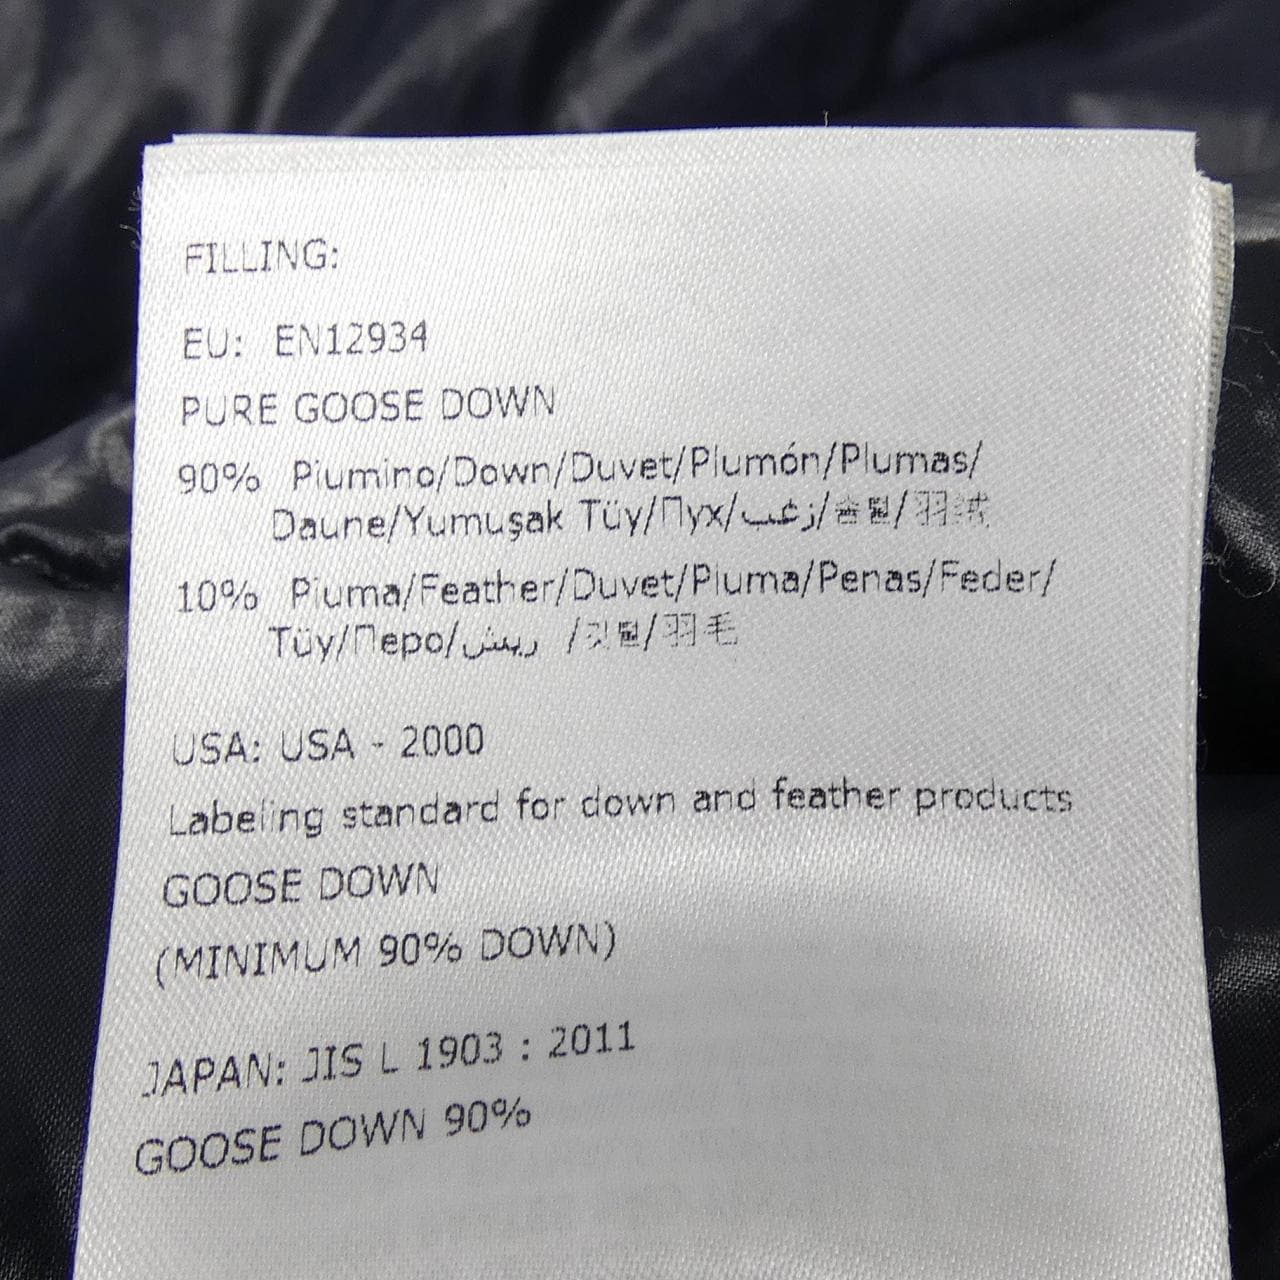 FILLING:
EU: EN12934
PURE GOOSE DOWN
90% Piumino/Down/Duvet/Plumón/Plumas/
Daune/Yumuşak Tüy/Пух/زغب/솜털/羽绒
10% Piuma/Feather/Duvet/Pluma/Penas/Feder/
Tüy/Перо/ريش /깃털/羽毛
USA: USA - 2000
Labeling standard for down and feather products
GOOSE DOWN
(MINIMUM 90% DOWN)
JAPAN: JIS L 1903 : 2011
GOOSE DOWN 90%